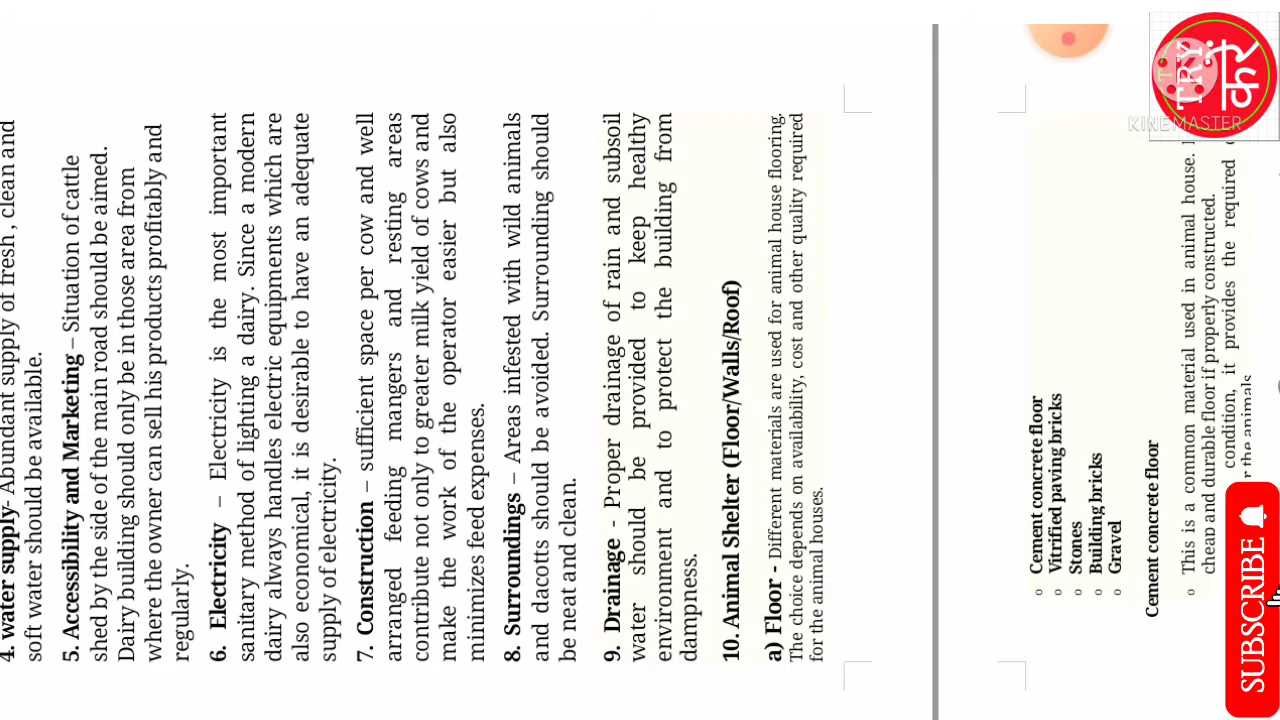 4. water supply- Abundant supply of fresh, clean and
soft water should be available.
5. Accessibility and Marketing – Situation of cattle
shed by the side of the main road should be aimed.
Dairy building should only be in those area from
where the owner can sell his products profitably and
regularly.
6. Electricity – Electricity is the most important
sanitary method of lighting a dairy. Since a modern
dairy always handles electric equipments which are
also economical, it is desirable to have an adequate
supply of electricity.
7. Construction – sufficient space per cow and well
arranged feeding mangers and resting areas
contribute not only to greater milk yield of cows and
make the work of the operator easier but also
minimizes feed expenses.
8. Surroundings – Areas infested with wild animals
and dacotts should be avoided. Surrounding should
be neat and clean.
9. Drainage - Proper drainage of rain and subsoil
water should be provided to keep healthy
environment and to protect the building from
dampness.
10. Animal Shelter (Floor/Walls/Roof)
a) Floor - Different materials are used for animal house flooring.
The choice depends on availability, cost and other quality required
for the animal houses.
o Cement concrete floor
o Vitrified paving bricks
o Stones
o Building bricks
o Gravel
Cement concrete floor
o This is a common material used in animal house.
cheap and durable floor if properly constructed.
condition, it provides the required
the animals
TRY
करे
KINEMASTER
SUBSCRIBE